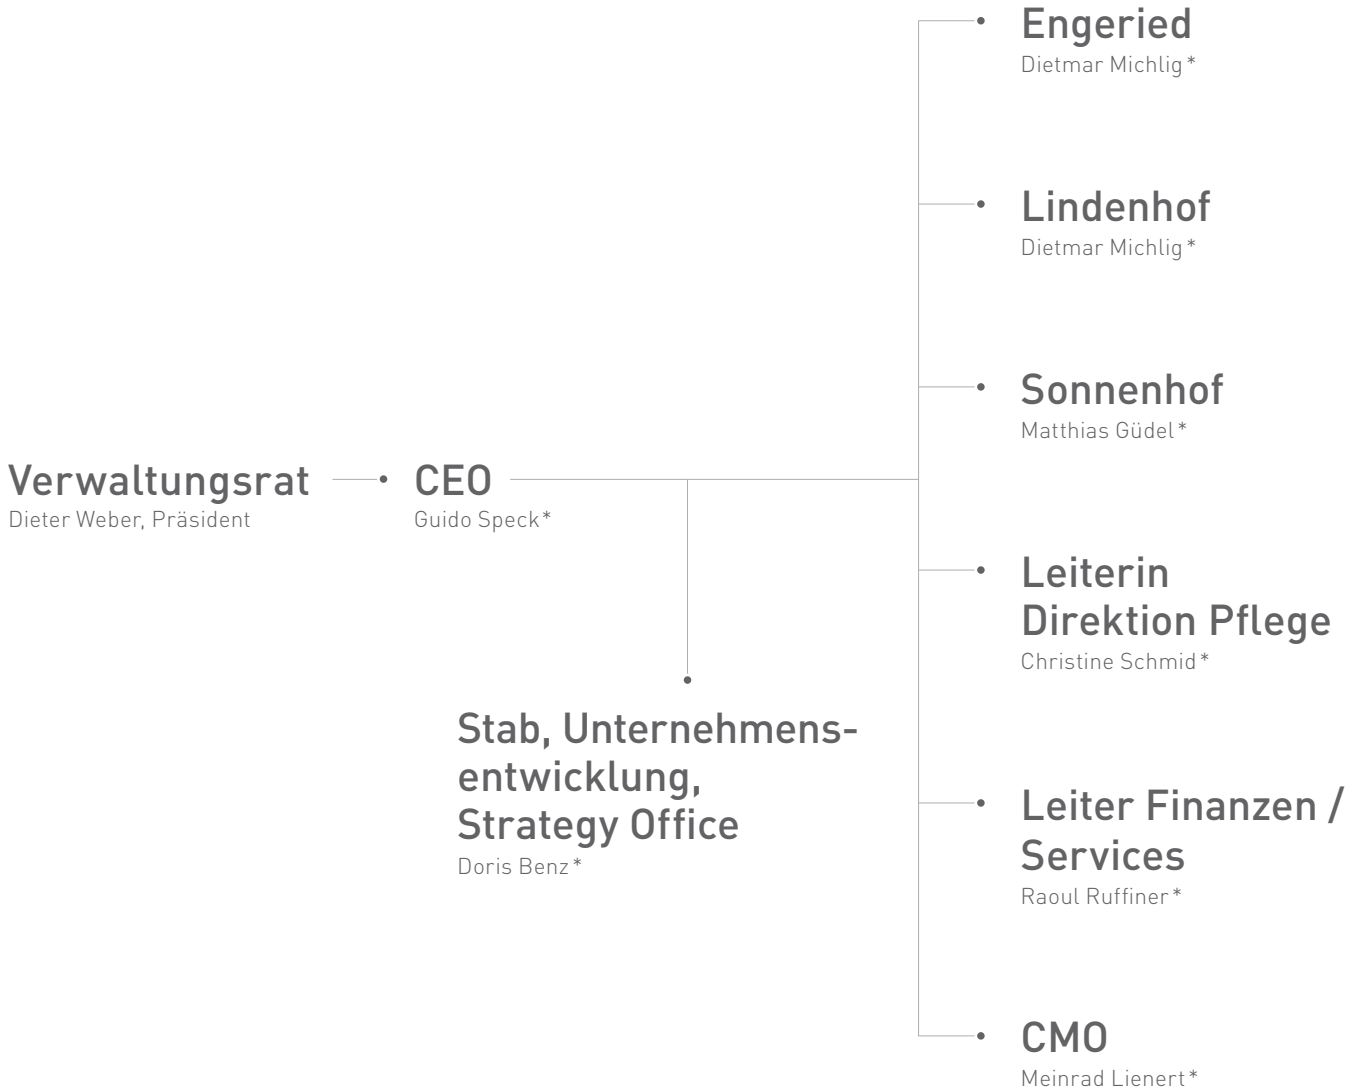 Engeried
Dietmar Michlig*
Lindenhof
Dietmar Michlig*
Sonnenhof
Matthias Güdel*
Verwaltungsrat
Dieter Weber, Präsident
CEO
Guido Speck*
Leiterin
Direktion Pflege
Christine Schmid*
Stab, Unternehmens-
entwicklung,
Strategy Office
Doris Benz*
Leiter Finanzen /
Services
Raoul Ruffiner*
CMO
Meinrad Lienert*